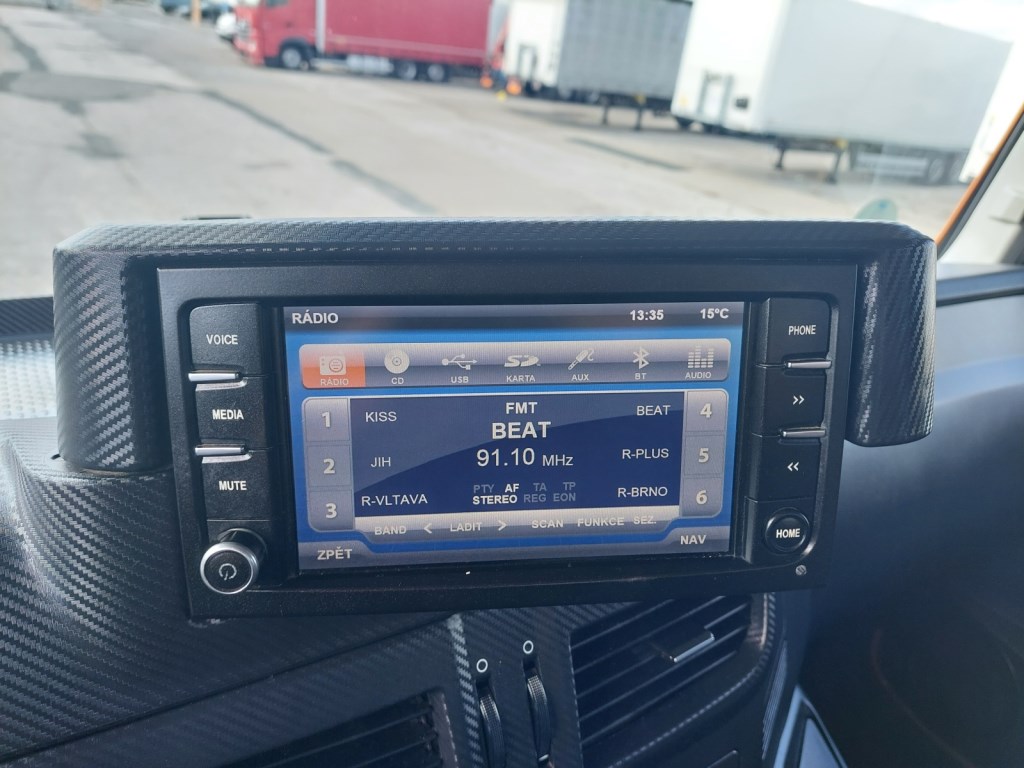 RÁDIO 13:35 15°C
VOICE
MEDIA
MUTE
RÁDIO CD USB KARTA AUX BT AUDIO
1 KISS FMT BEAT 4
BEAT
2 JIH 91.10 MHz R-PLUS 5
PTY AF TA TP
3 R-VLTAVA STEREO REG EON R-BRNO 6
BAND < LADIT > SCAN FUNKCE SEZ.
ZPĚT NAV
PHONE
>>
<<
HOME